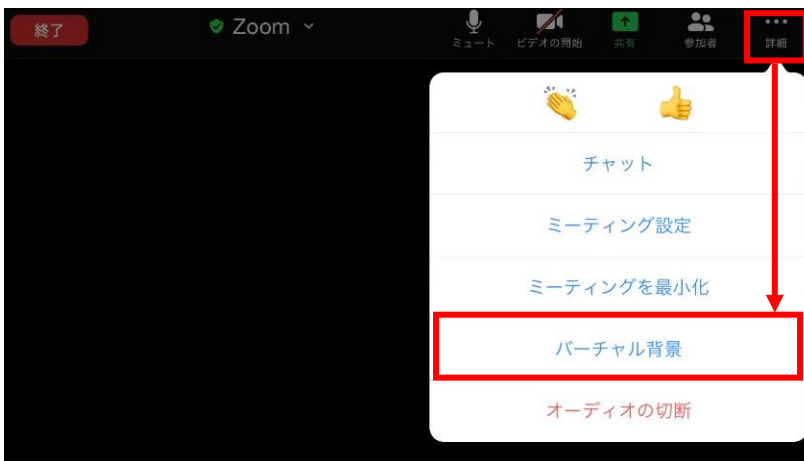 終了
Zoom
ミュート
ビデオの開始
共有
参加者
詳細
チャット
ミーティング設定
ミーティングを最小化
バーチャル背景
オーディオの切断